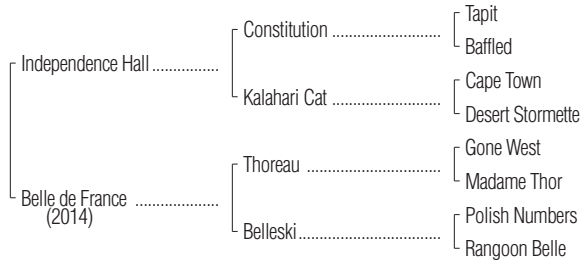 Tapit
Constitution
Baffled
Independence Hall
Cape Town
Kalahari Cat
Desert Stormette
Gone West
Thoreau
Madame Thor
Belle de France
(2014)
Polish Numbers
Belleski
Rangoon Belle